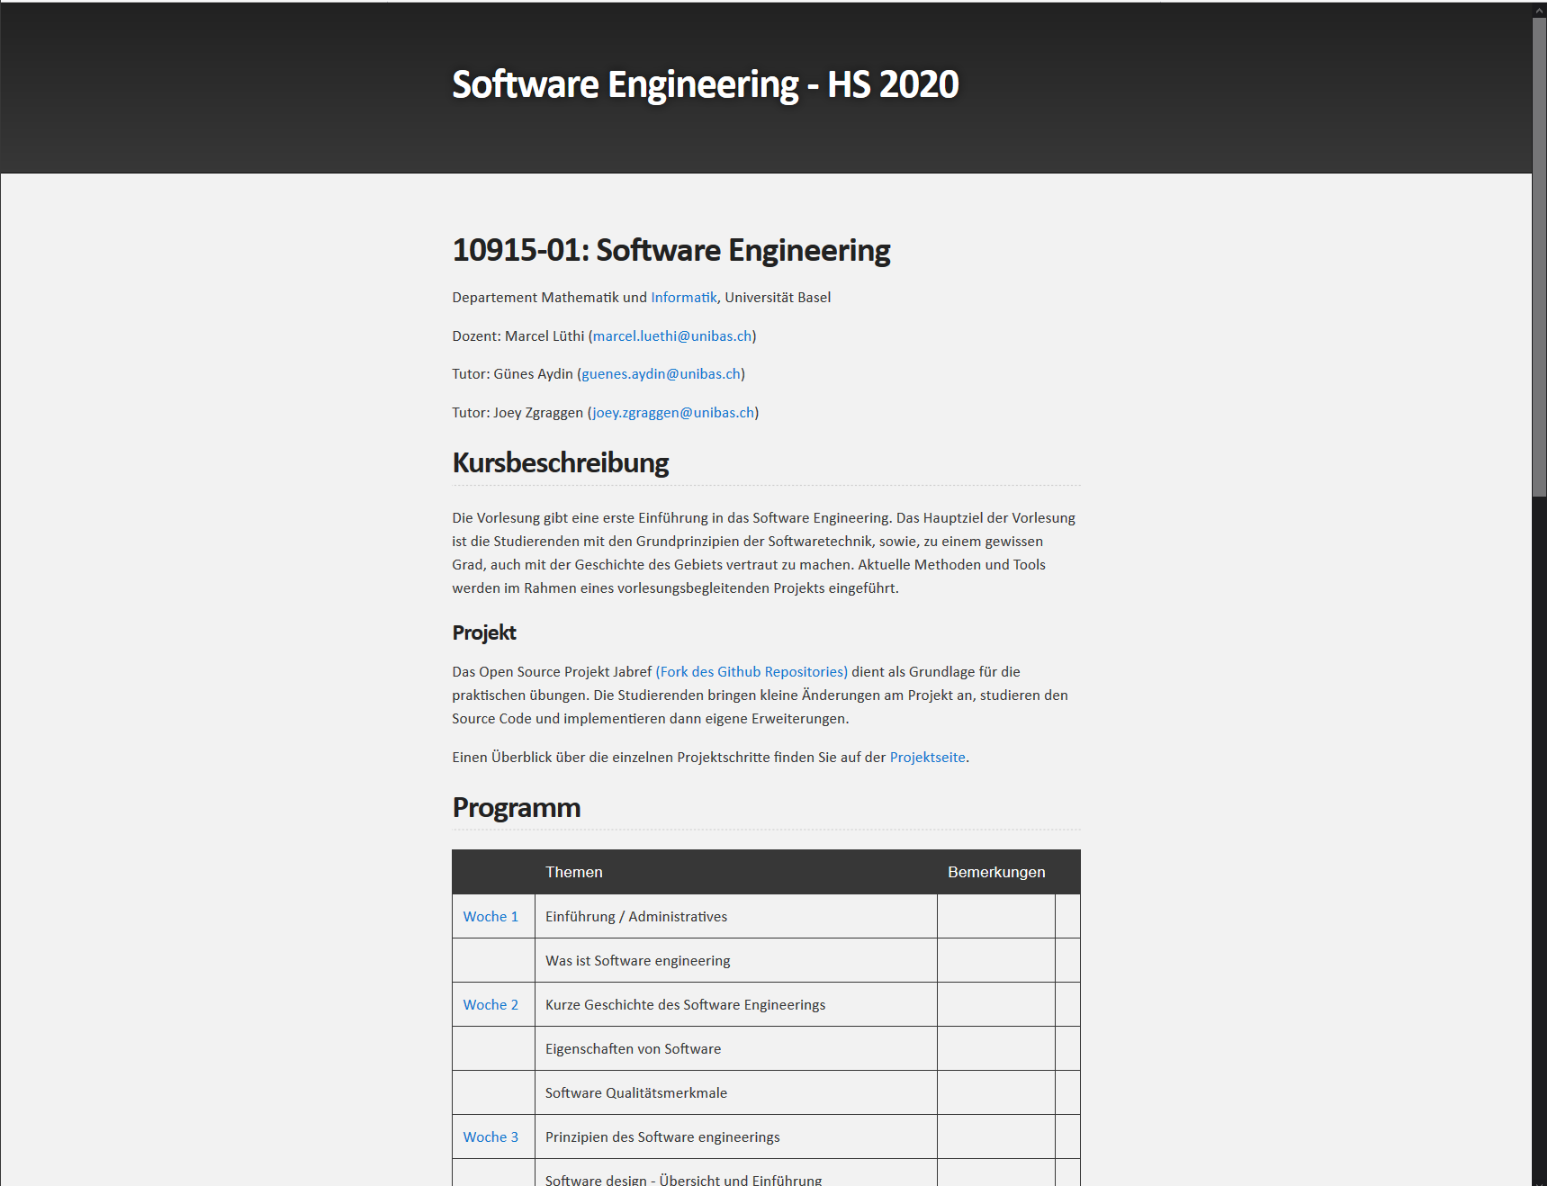 Software Engineering - HS 2020
10915-01: Software Engineering
Departement Mathematik und Informatik, Universität Basel
Dozent: Marcel Lüthi (marcel.luethi@unibas.ch)
Tutor: Günes Aydin (guenes.aydin@unibas.ch)
Tutor: Joey Zgraggen (joey.zgraggen@unibas.ch)
Kursbeschreibung
Die Vorlesung gibt eine erste Einführung in das Software Engineering. Das Hauptziel der Vorlesung
ist die Studierenden mit den Grundprinzipien der Softwaretechnik, sowie, zu einem gewissen
Grad, auch mit der Geschichte des Gebiets vertraut zu machen. Aktuelle Methoden und Tools
werden im Rahmen eines vorlesungsbegleitenden Projekts eingeführt.
Projekt
Das Open Source Projekt Jabref (Fork des Github Repositories) dient als Grundlage für die
praktischen übungen. Die Studierenden bringen kleine Änderungen am Projekt an, studieren den
Source Code und implementieren dann eigene Erweiterungen.
Einen Überblick über die einzelnen Projektschritte finden Sie auf der Projektseite.
Programm
Themen Bemerkungen
Woche 1 Einführung / Administratives
Was ist Software engineering
Woche 2 Kurze Geschichte des Software Engineerings
Eigenschaften von Software
Software Qualitätsmerkmale
Woche 3 Prinzipien des Software engineerings
Software design - Übersicht und Einführung